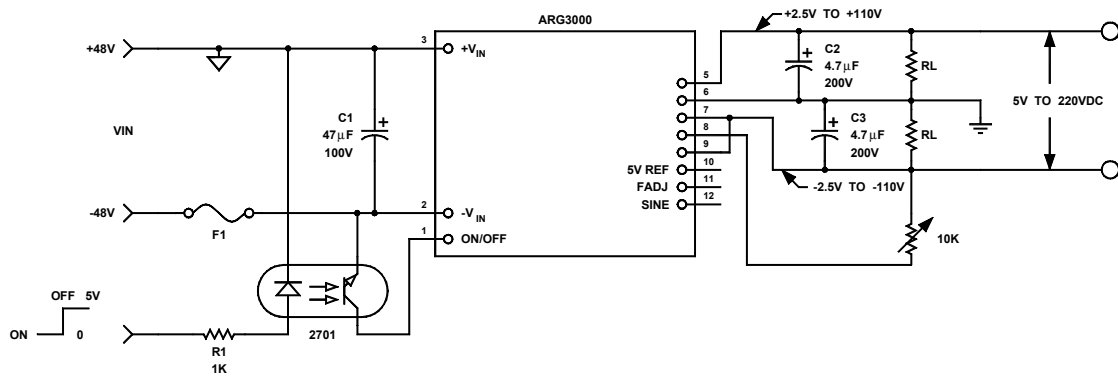 ARG3000
+48V
3
+V_IN
VIN
C1
47µF
100V
+
-48V
F1
2
-V_IN
1
ON/OFF
OFF 5V
ON
0
R1
1K
2701
5
6
7
8
9
5V REF
10
FADJ
11
SINE
12
+2.5V TO +110V
+
C2
4.7µF
200V
RL
+
C3
4.7µF
200V
RL
5V TO 220VDC
-2.5V TO -110V
10K